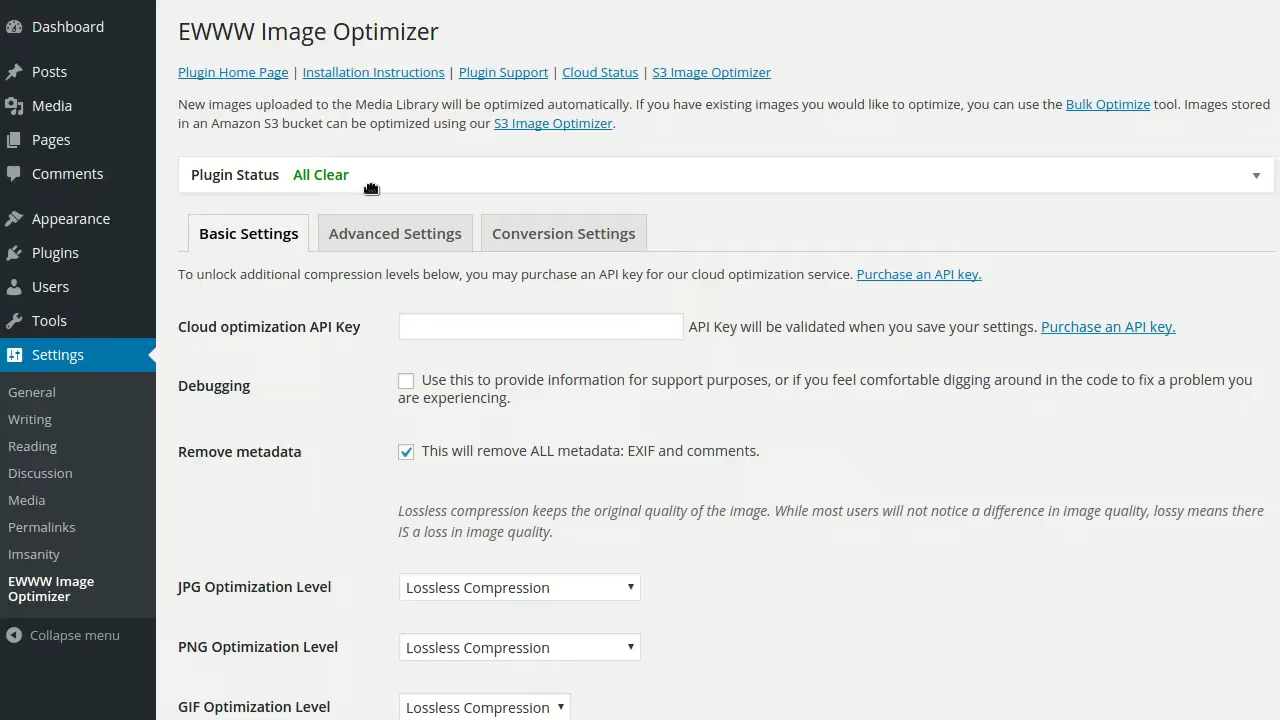 Dashboard
Posts
Media
Pages
Comments
Appearance
Plugins
Users
Tools
Settings
General
Writing
Reading
Discussion
Media
Permalinks
Imsanity
EWWW Image
Optimizer
Collapse menu
EWWW Image Optimizer
Plugin Home Page | Installation Instructions | Plugin Support | Cloud Status | S3 Image Optimizer
New images uploaded to the Media Library will be optimized automatically. If you have existing images you would like to optimize, you can use the Bulk Optimize tool. Images stored
in an Amazon S3 bucket can be optimized using our S3 Image Optimizer.
Plugin Status All Clear
Basic Settings Advanced Settings Conversion Settings
To unlock additional compression levels below, you may purchase an API key for our cloud optimization service. Purchase an API key.
Cloud optimization API Key API Key will be validated when you save your settings. Purchase an API key.
Debugging Use this to provide information for support purposes, or if you feel comfortable digging around in the code to fix a problem you
are experiencing.
Remove metadata This will remove ALL metadata: EXIF and comments.
Lossless compression keeps the original quality of the image. While most users will not notice a difference in image quality, lossy means there
IS a loss in image quality.
JPG Optimization Level Lossless Compression
PNG Optimization Level Lossless Compression
GIF Optimization Level Lossless Compression